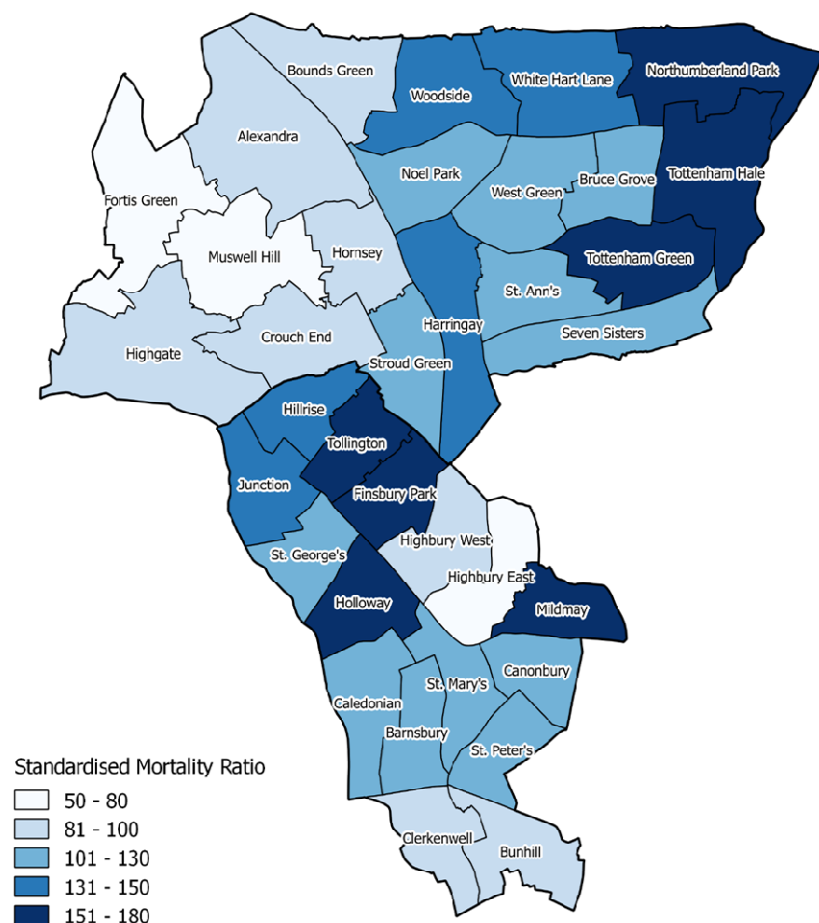 Bounds Green
Woodside
White Hart Lane
Northumberland Park
Alexandra
Noel Park
West Green
Bruce Grove
Tottenham Hale
Fortis Green
Muswell Hill
Hornsey
Tottenham Green
St. Ann's
Harringay
Seven Sisters
Highgate
Crouch End
Stroud Green
Hillrise
Tollington
Junction
Finsbury Park
St. George's
Highbury West
Highbury East
Holloway
Mildmay
Canonbury
St. Mary's
Caledonian
Barnsbury
St. Peter's
Clerkenwell
Bunhill
Standardised Mortality Ratio
50 - 80
81 - 100
101 - 130
131 - 150
151 - 180